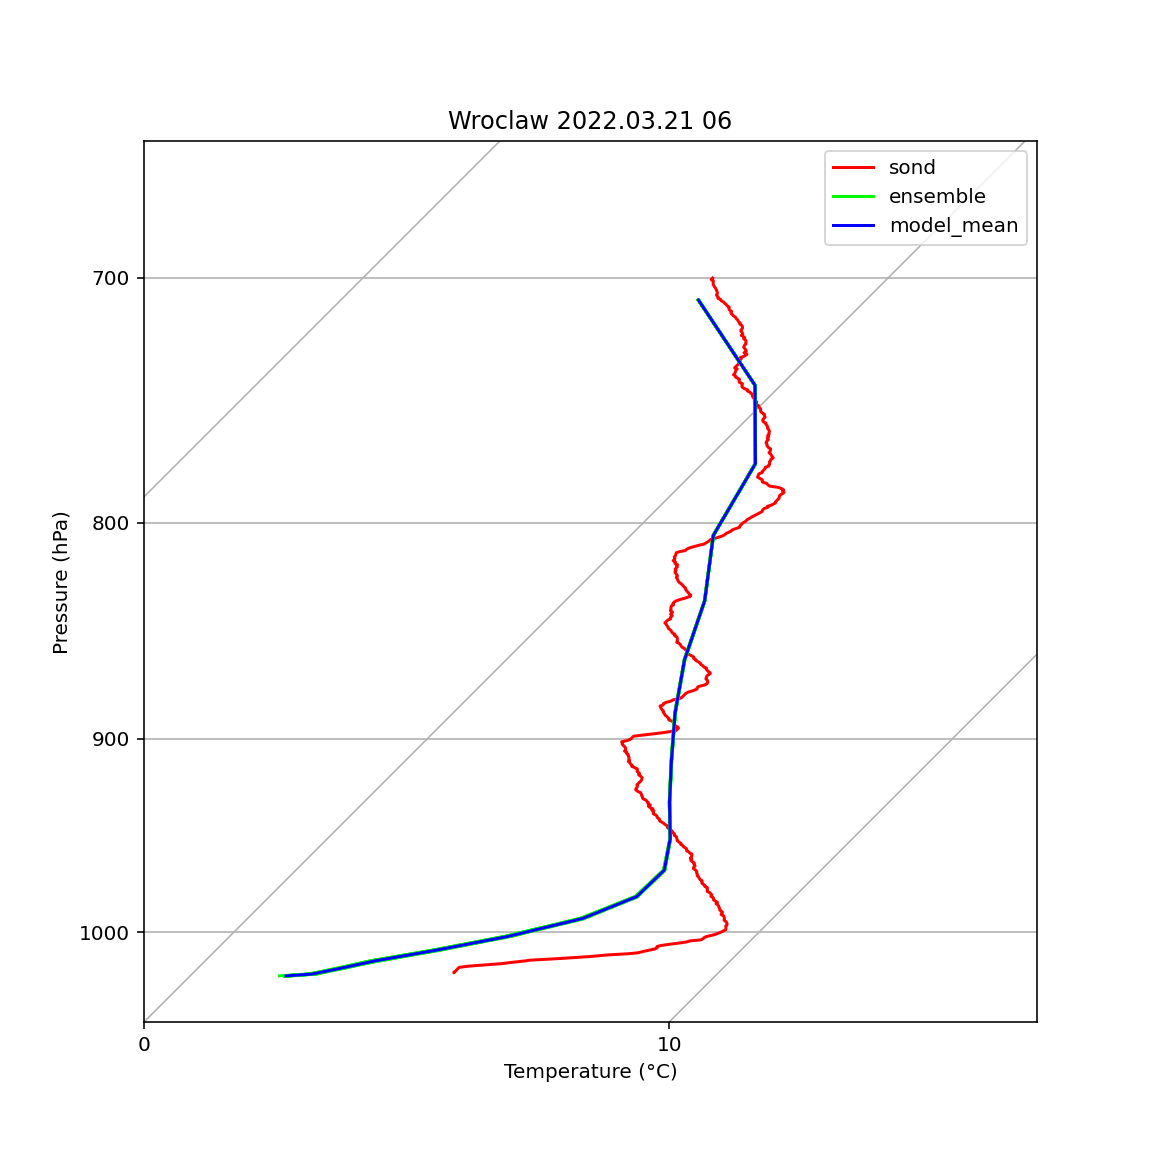 Wroclaw 2022.03.21 06
sond
ensemble
model_mean
700
800
900
1000
Pressure (hPa)
0
10
Temperature (°C)